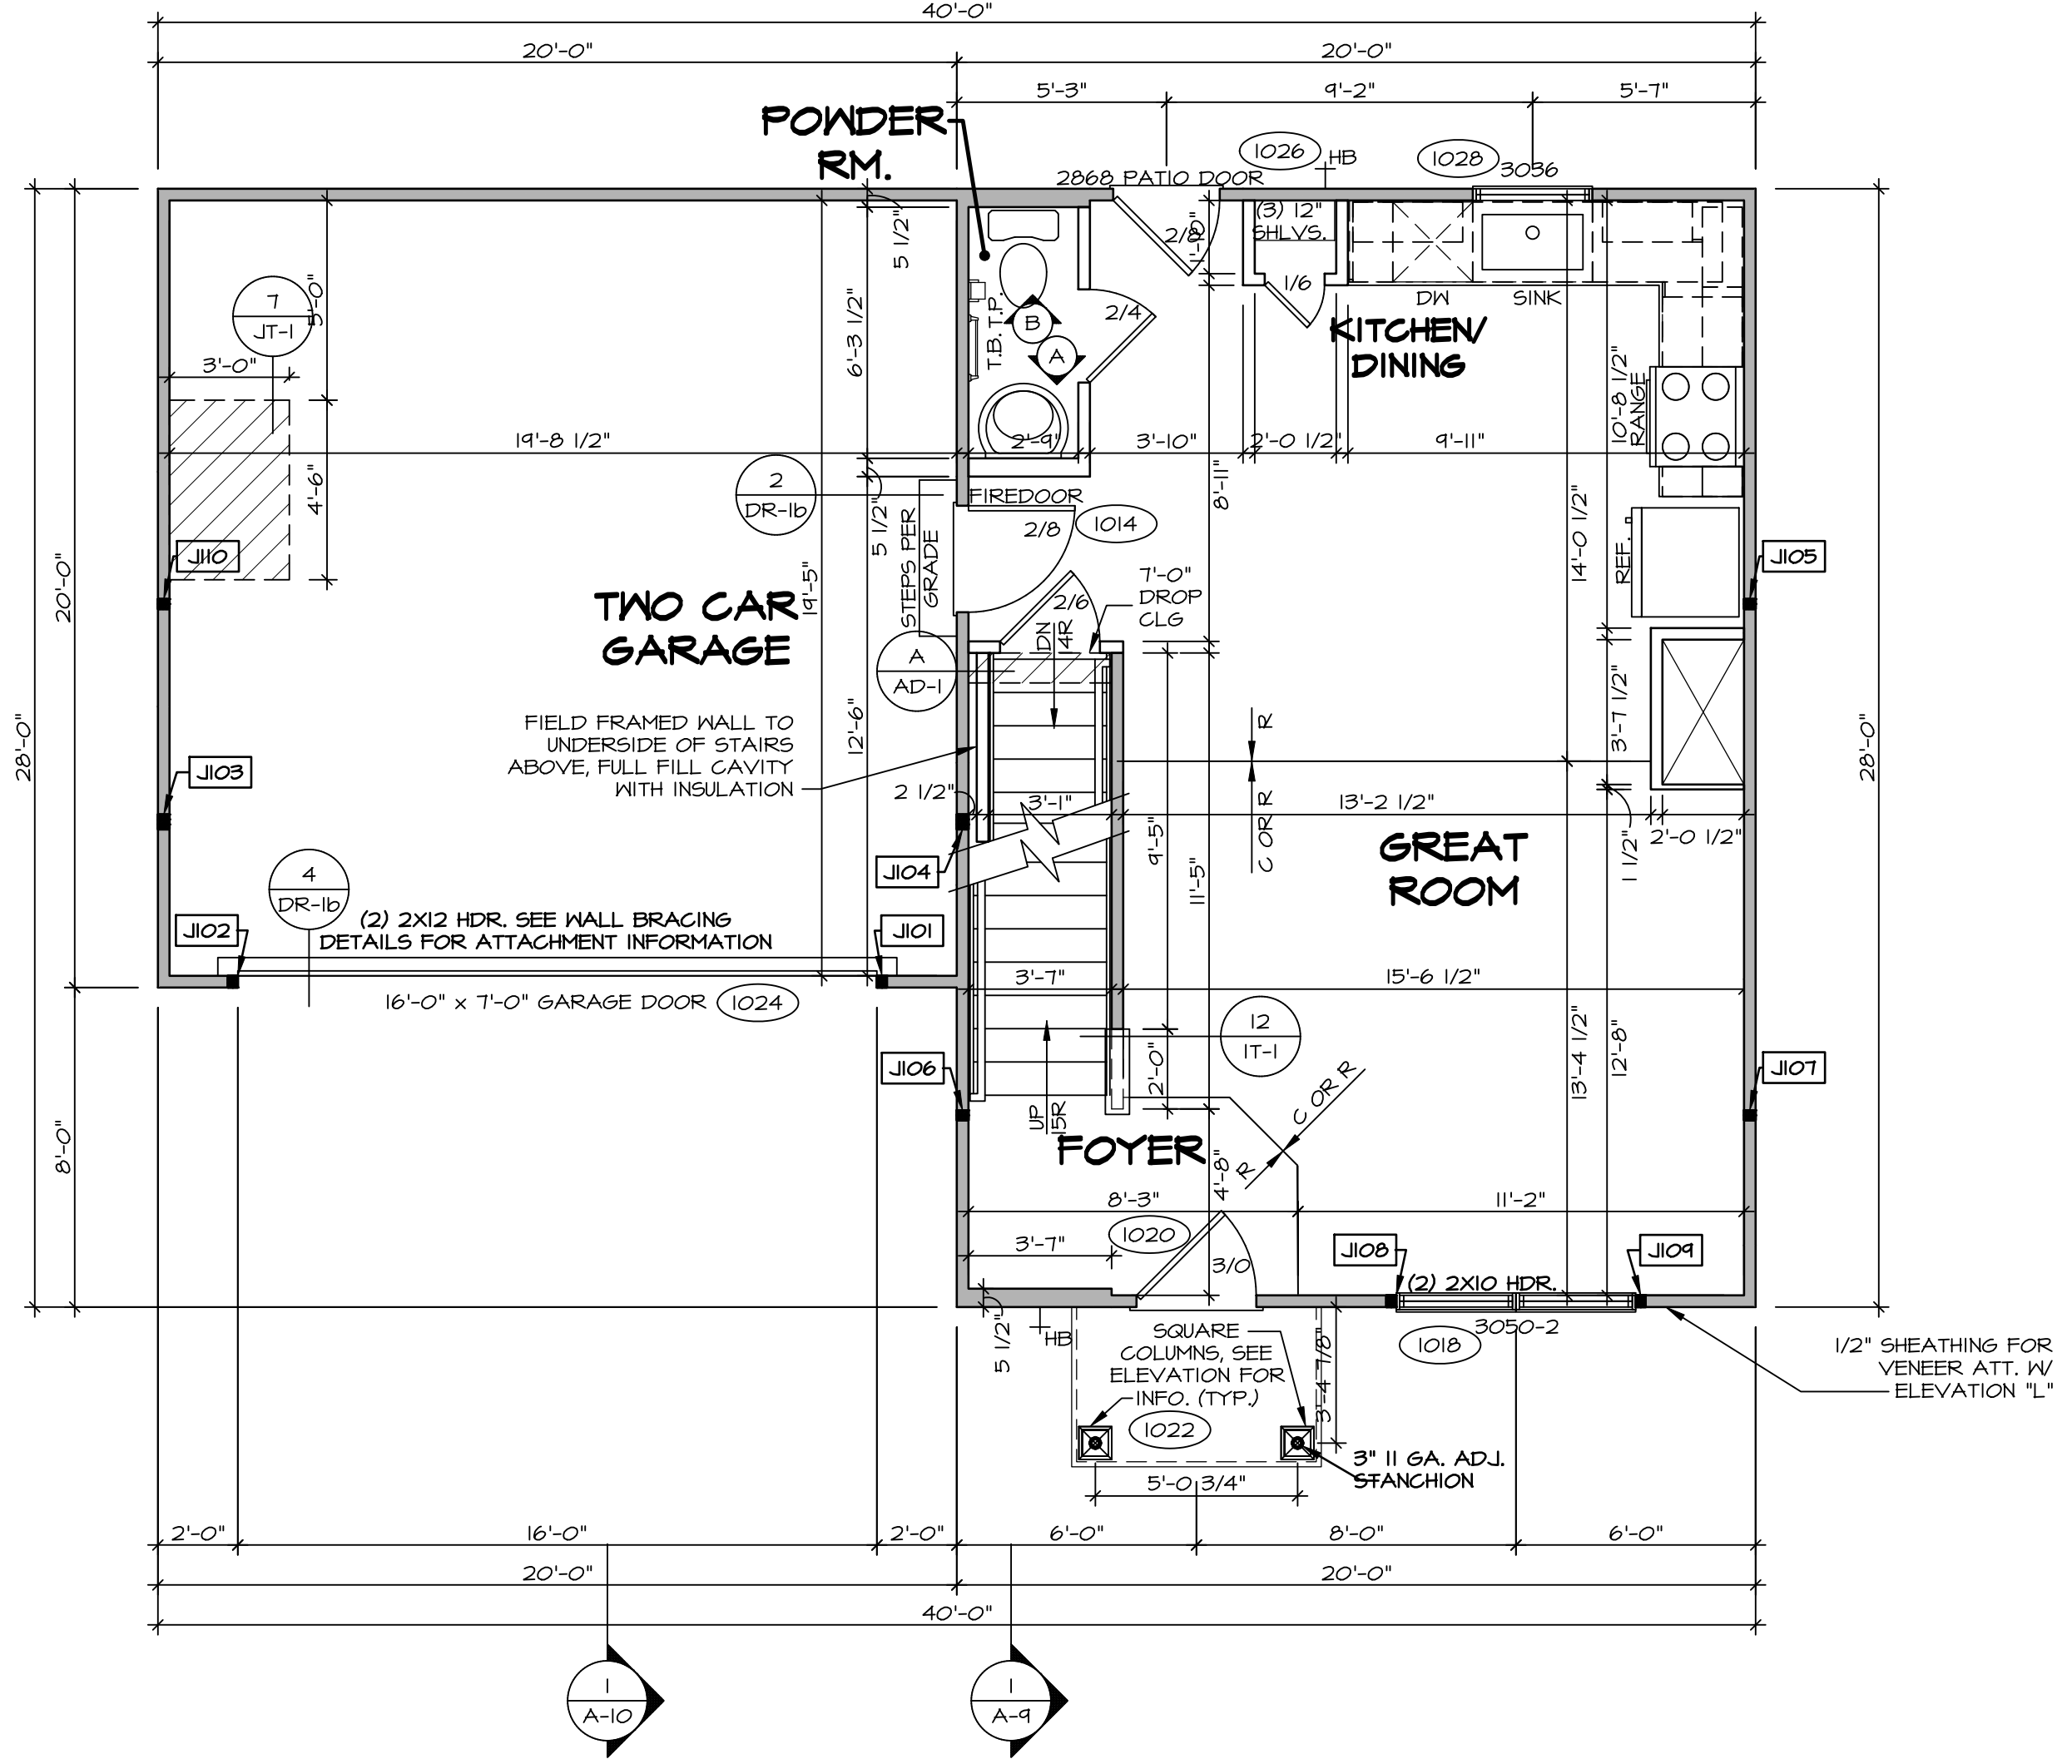 40'-0"
20'-0"
20'-0"
5'-3"
9'-2"
5'-7"
POWDER
RM.
1026
HB
1028
3036
2868 PATIO DOOR
5 1/2"
2/8
1'-10"
(3) 12"
SHLVS.
1/6
DW
SINK
KITCHEN/
DINING
7
JT-1
5'-0"
3'-0"
4'-6"
6'-3 1/2"
T.B.
T.P.
B
A
2/4
10'-8 1/2"
RANGE
19'-8 1/2"
2'-9"
3'-10"
2'-0 1/2"
9'-11"
2
DR-1b
5 1/2"
STEPS PER
GRADE
FIREDOOR
2/8
1014
8'-11"
14'-0 1/2"
REF.
J110
J105
20'-0"
28'-0"
28'-0"
TWO CAR
GARAGE
19'-5"
2/6
7'-0"
DROP
CLG
DN
14R
A
AD-1
FIELD FRAMED WALL TO
UNDERSIDE OF STAIRS
ABOVE, FULL FILL CAVITY
WITH INSULATION
12'-6"
3'-7 1/2"
R
C OR R
J103
2 1/2"
3'-1"
13'-2 1/2"
9'-5"
11'-5"
1 1/2"
2'-0 1/2"
GREAT
ROOM
J104
4
DR-1b
J102
(2) 2X12 HDR. SEE WALL BRACING
DETAILS FOR ATTACHMENT INFORMATION
J101
16'-0" x 7'-0" GARAGE DOOR
1024
3'-7"
15'-6 1/2"
12
IT-1
13'-4 1/2"
12'-8"
J106
J107
2'-0"
UP
15R
FOYER
C OR R
R
8'-0"
4'-8"
8'-3"
11'-2"
3'-7"
1020
3/0
J108
J109
(2) 2X10 HDR.
5 1/2"
HB
SQUARE
COLUMNS, SEE
ELEVATION FOR
INFO. (TYP.)
3'-4 7/8"
1018
3050-2
1/2" SHEATHING FOR
VENEER ATT. W/
ELEVATION "L"
1022
3" 11 GA. ADJ.
STANCHION
5'-0 3/4"
2'-0"
16'-0"
2'-0"
6'-0"
8'-0"
6'-0"
20'-0"
20'-0"
40'-0"
1
A-10
1
A-9